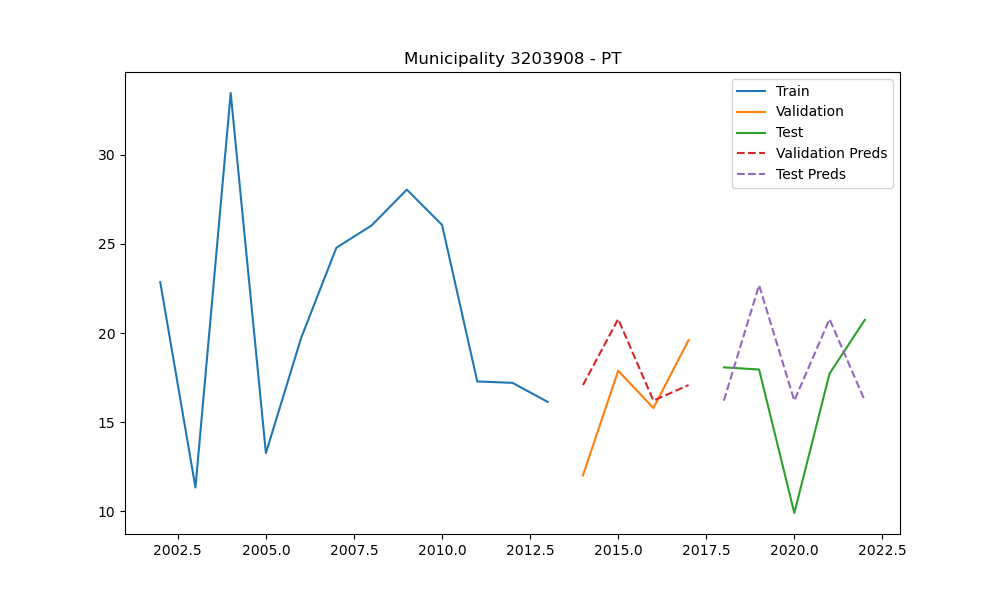 Municipality 3203908 - PT
Train
Validation
Test
Validation Preds
Test Preds
30
25
20
15
10
2002.5 2005.0 2007.5 2010.0 2012.5 2015.0 2017.5 2020.0 2022.5